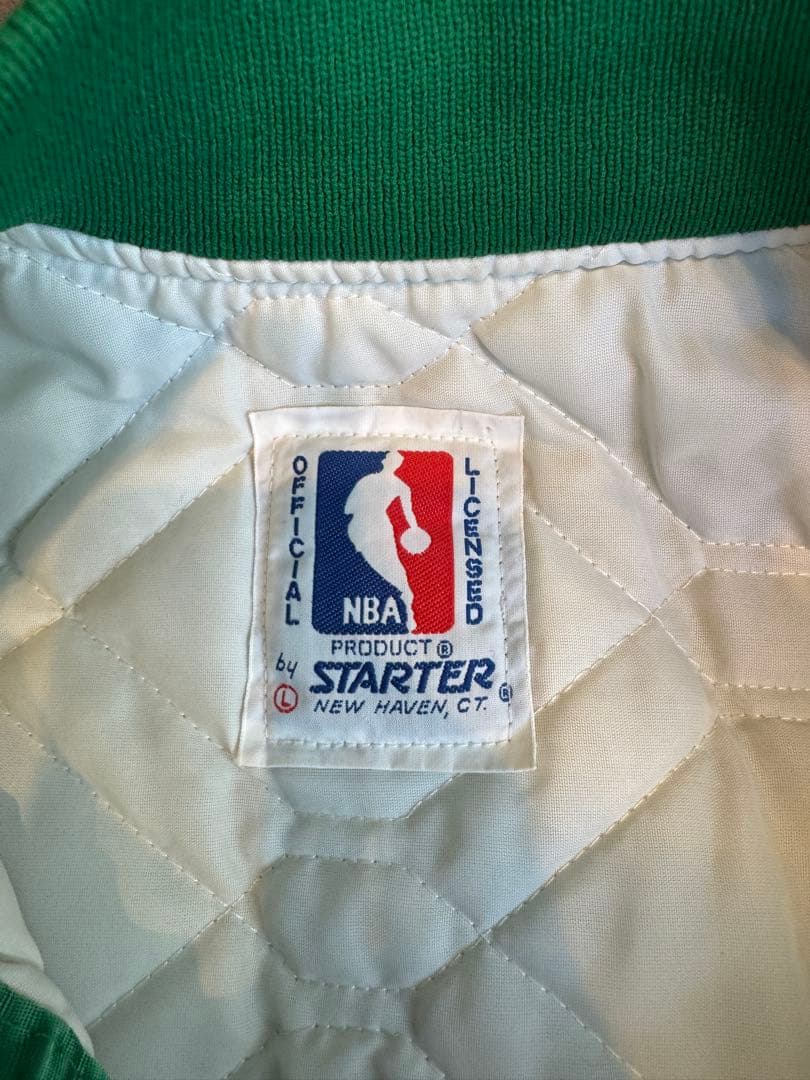 OFFICIAL
LICENSED
NBA
PRODUCT ®
by STARTER ®
Ⓛ NEW HAVEN, CT.